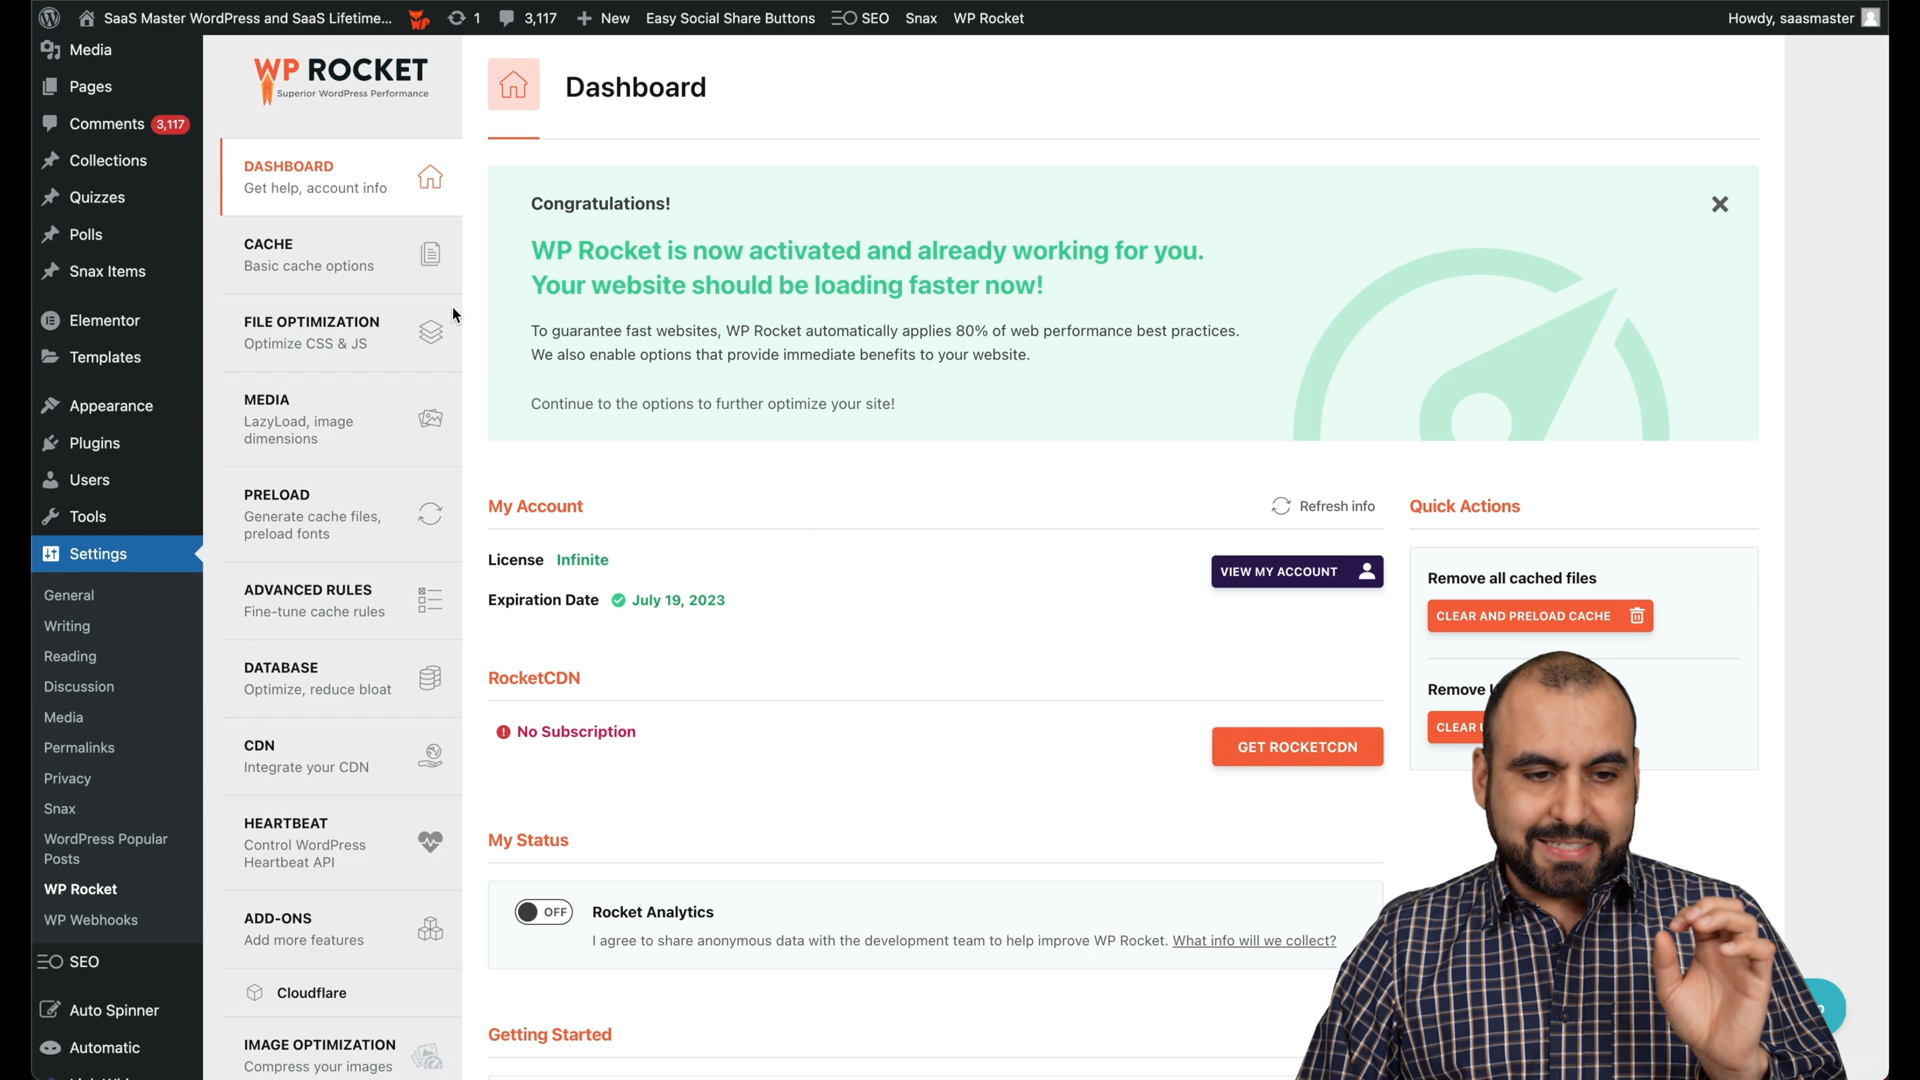 SaaS Master WordPress and SaaS Lifetime...
1
3,117
New
Easy Social Share Buttons
SEO
Snax
WP Rocket
Howdy, saasmaster
Media
Pages
Comments 3,117
Collections
Quizzes
Polls
Snax Items
Elementor
Templates
Appearance
Plugins
Users
Tools
Settings
General
Writing
Reading
Discussion
Media
Permalinks
Privacy
Snax
WordPress Popular
Posts
WP Rocket
WP Webhooks
SEO
Auto Spinner
Automatic
WP ROCKET
Superior WordPress Performance
DASHBOARD
Get help, account info
CACHE
Basic cache options
FILE OPTIMIZATION
Optimize CSS & JS
MEDIA
LazyLoad, image
dimensions
PRELOAD
Generate cache files,
preload fonts
ADVANCED RULES
Fine-tune cache rules
DATABASE
Optimize, reduce bloat
CDN
Integrate your CDN
HEARTBEAT
Control WordPress
Heartbeat API
ADD-ONS
Add more features
Cloudflare
IMAGE OPTIMIZATION
Compress your images
Dashboard
Congratulations!
WP Rocket is now activated and already working for you.
Your website should be loading faster now!
To guarantee fast websites, WP Rocket automatically applies 80% of web performance best practices.
We also enable options that provide immediate benefits to your website.
Continue to the options to further optimize your site!
My Account
Refresh info
License Infinite
VIEW MY ACCOUNT
Expiration Date July 19, 2023
RocketCDN
No Subscription
GET ROCKETCDN
My Status
OFF
Rocket Analytics
I agree to share anonymous data with the development team to help improve WP Rocket. What info will we collect?
Getting Started
Quick Actions
Remove all cached files
CLEAR AND PRELOAD CACHE
Remove
CLEAR